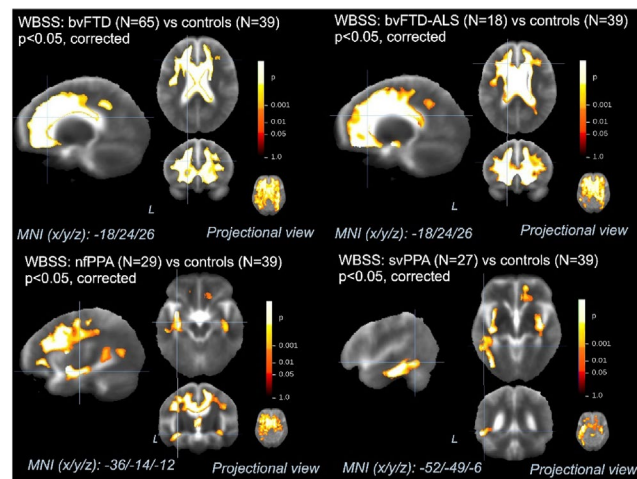 WBSS: bvFTD (N=65) vs controls (N=39)
p<0.05, corrected
p
0.001
0.01
0.05
1.0
L
MNI (x/y/z): -18/24/26
Projectional view
WBSS: bvFTD-ALS (N=18) vs controls (N=39)
p<0.05, corrected
p
0.001
0.01
0.05
1.0
L
MNI (x/y/z): -18/24/26
Projectional view
WBSS: nfPPA (N=29) vs controls (N=39)
p<0.05, corrected
p
0.001
0.01
0.05
1.0
L
MNI (x/y/z): -36/-14/-12
Projectional view
WBSS: svPPA (N=27) vs controls (N=39)
p<0.05, corrected
p
0.001
0.01
0.05
1.0
L
MNI (x/y/z): -52/-49/-6
Projectional view